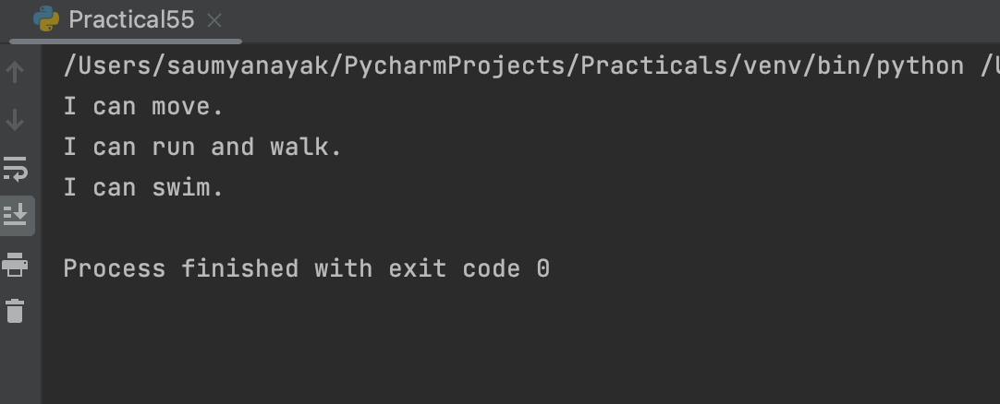 Practical55
/Users/saumyanayak/PycharmProjects/Practicals/venv/bin/python
I can move.
I can run and walk.
I can swim.
Process finished with exit code 0